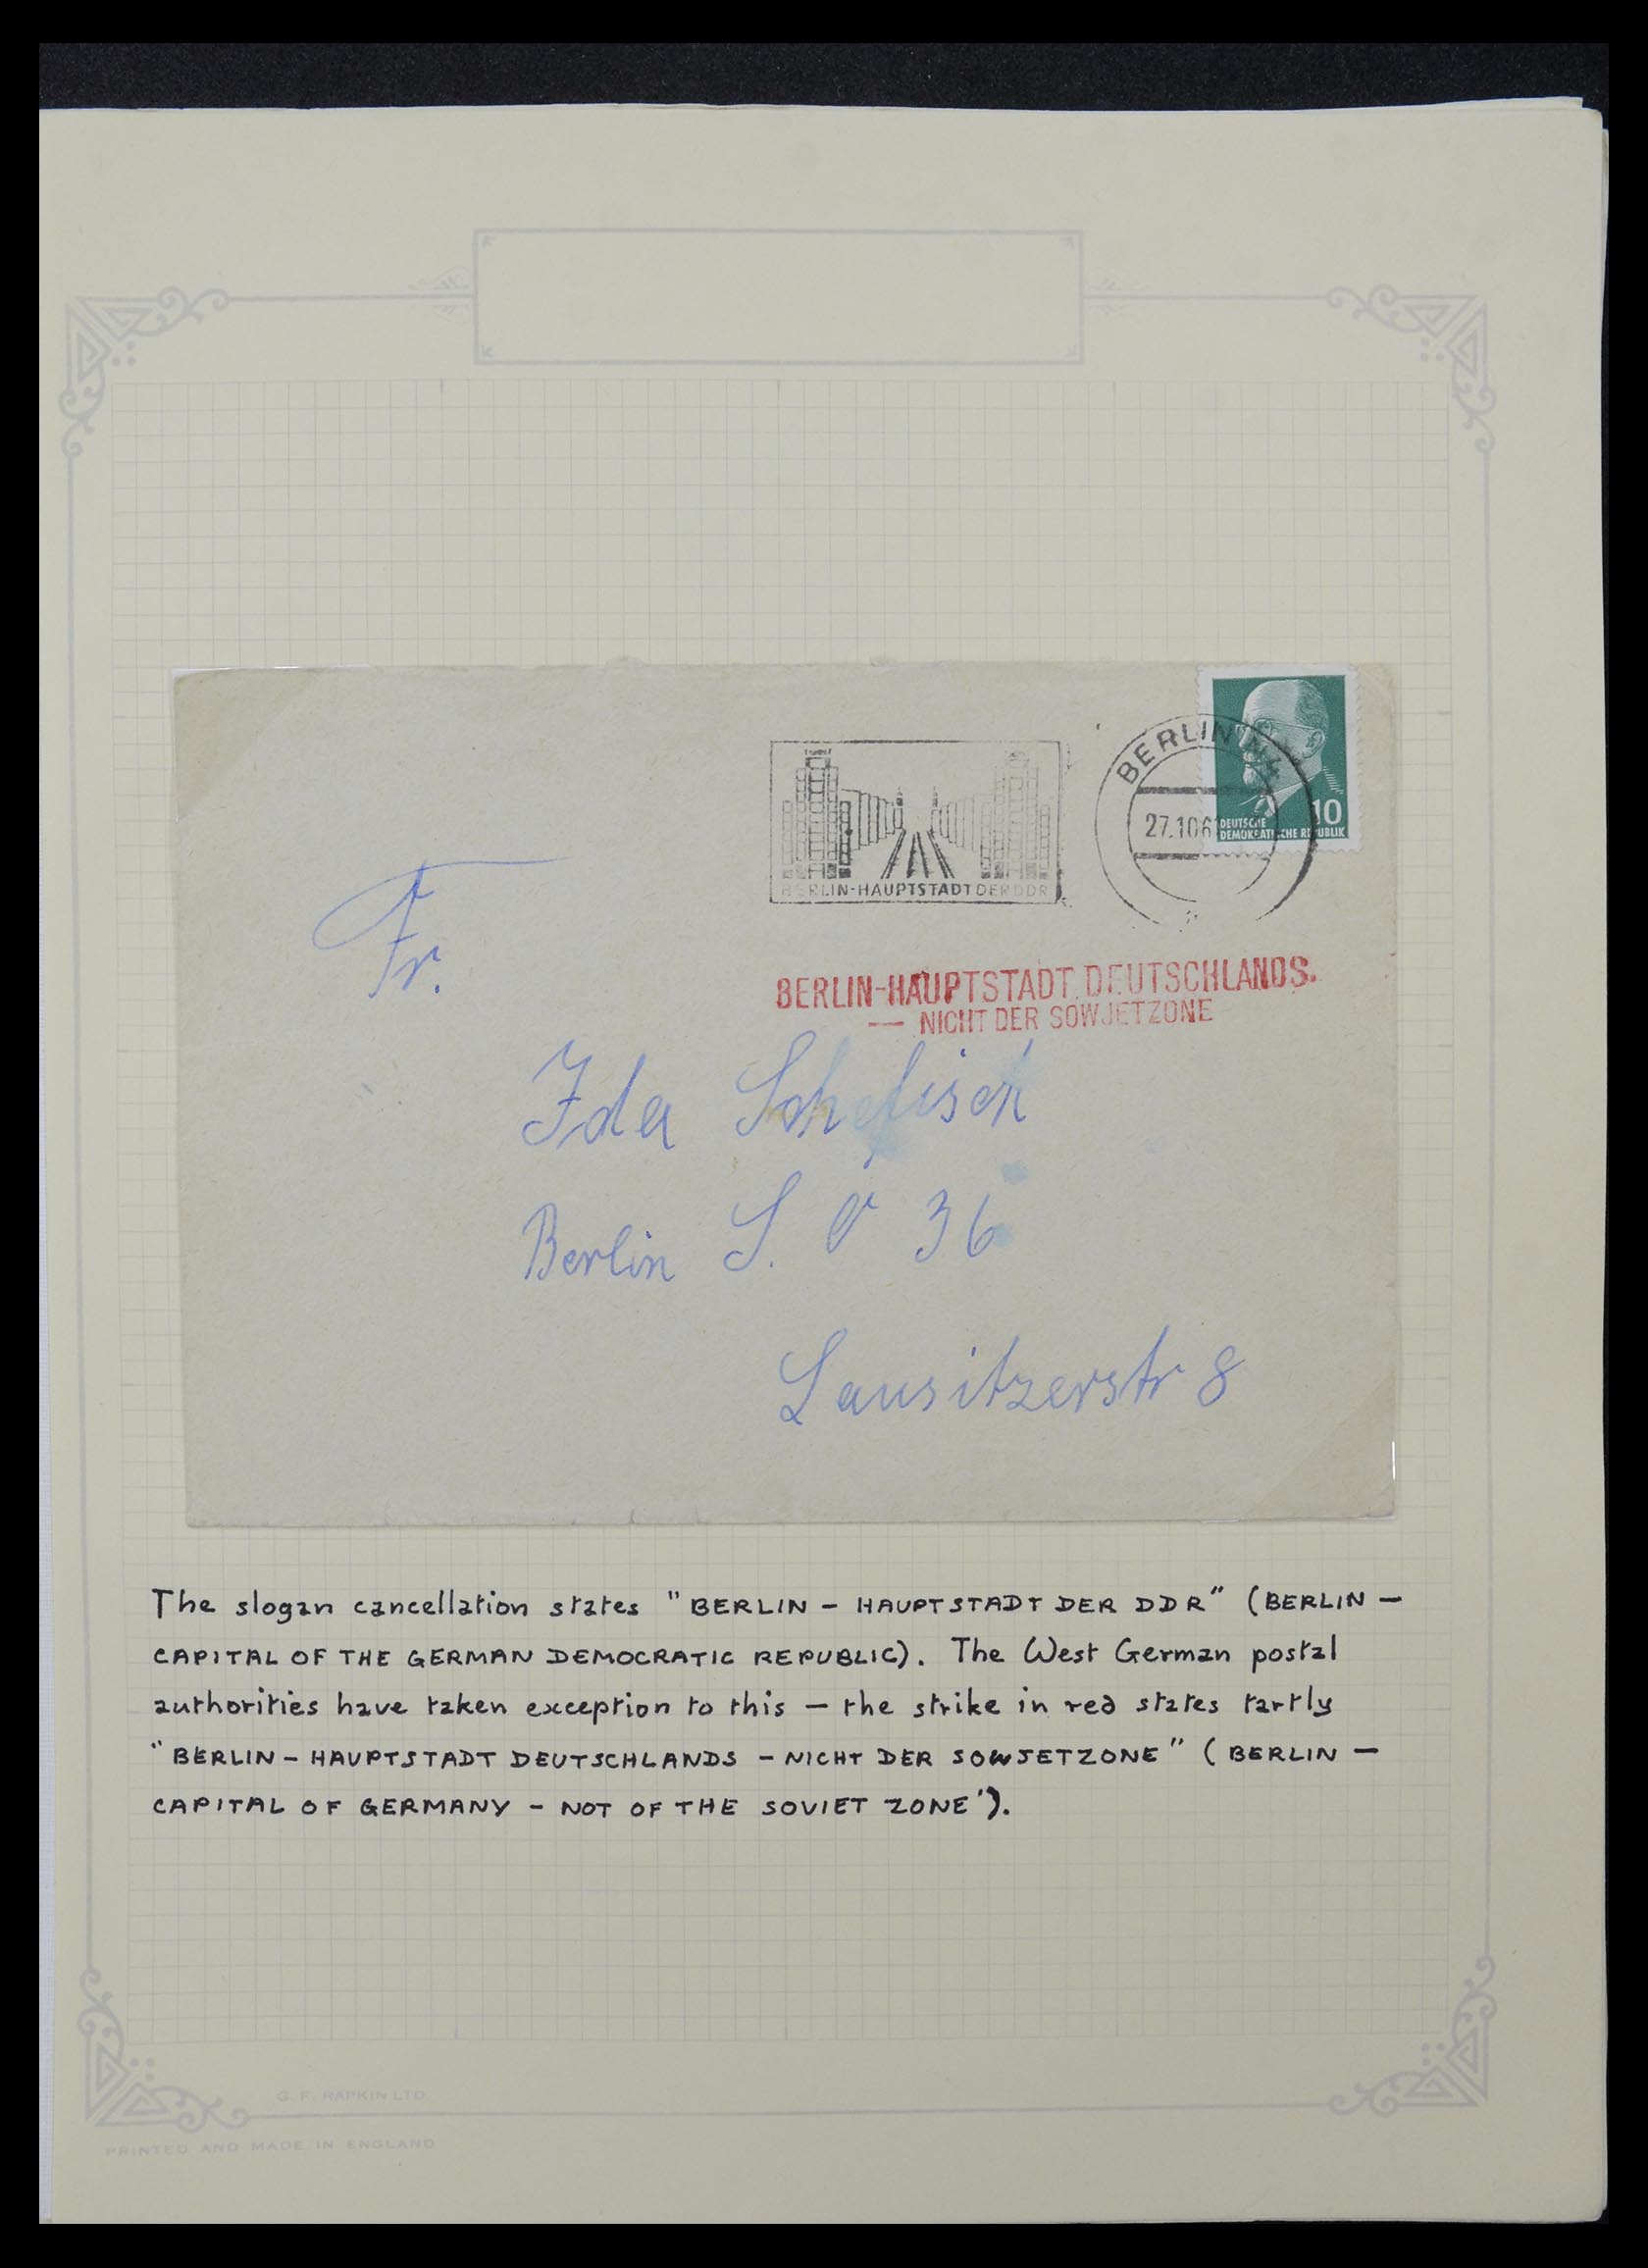 BERLIN N4
27.10.6
10
DEUTSCHE
DEMOKRATISCHE REPUBLIK
BERLIN-HAUPTSTADT DER DDR
BERLIN-HAUPTSTADT DEUTSCHLANDS.
— NICHT DER SOWJETZONE
Fr.
Ida
Berlin S. O 36
Lausitzerstr 8
The slogan cancellation states "BERLIN – HAUPTSTADT DER DDR" (BERLIN –
CAPITAL OF THE GERMAN DEMOCRATIC REPUBLIC). The West German postal
authorities have taken exception to this – the strike in red states tartly
"BERLIN – HAUPTSTADT DEUTSCHLANDS – NICHT DER SOWJETZONE" (BERLIN –
CAPITAL OF GERMANY – NOT OF THE SOVIET ZONE').
G. F. RAPKIN LTD.
PRINTED AND MADE IN ENGLAND